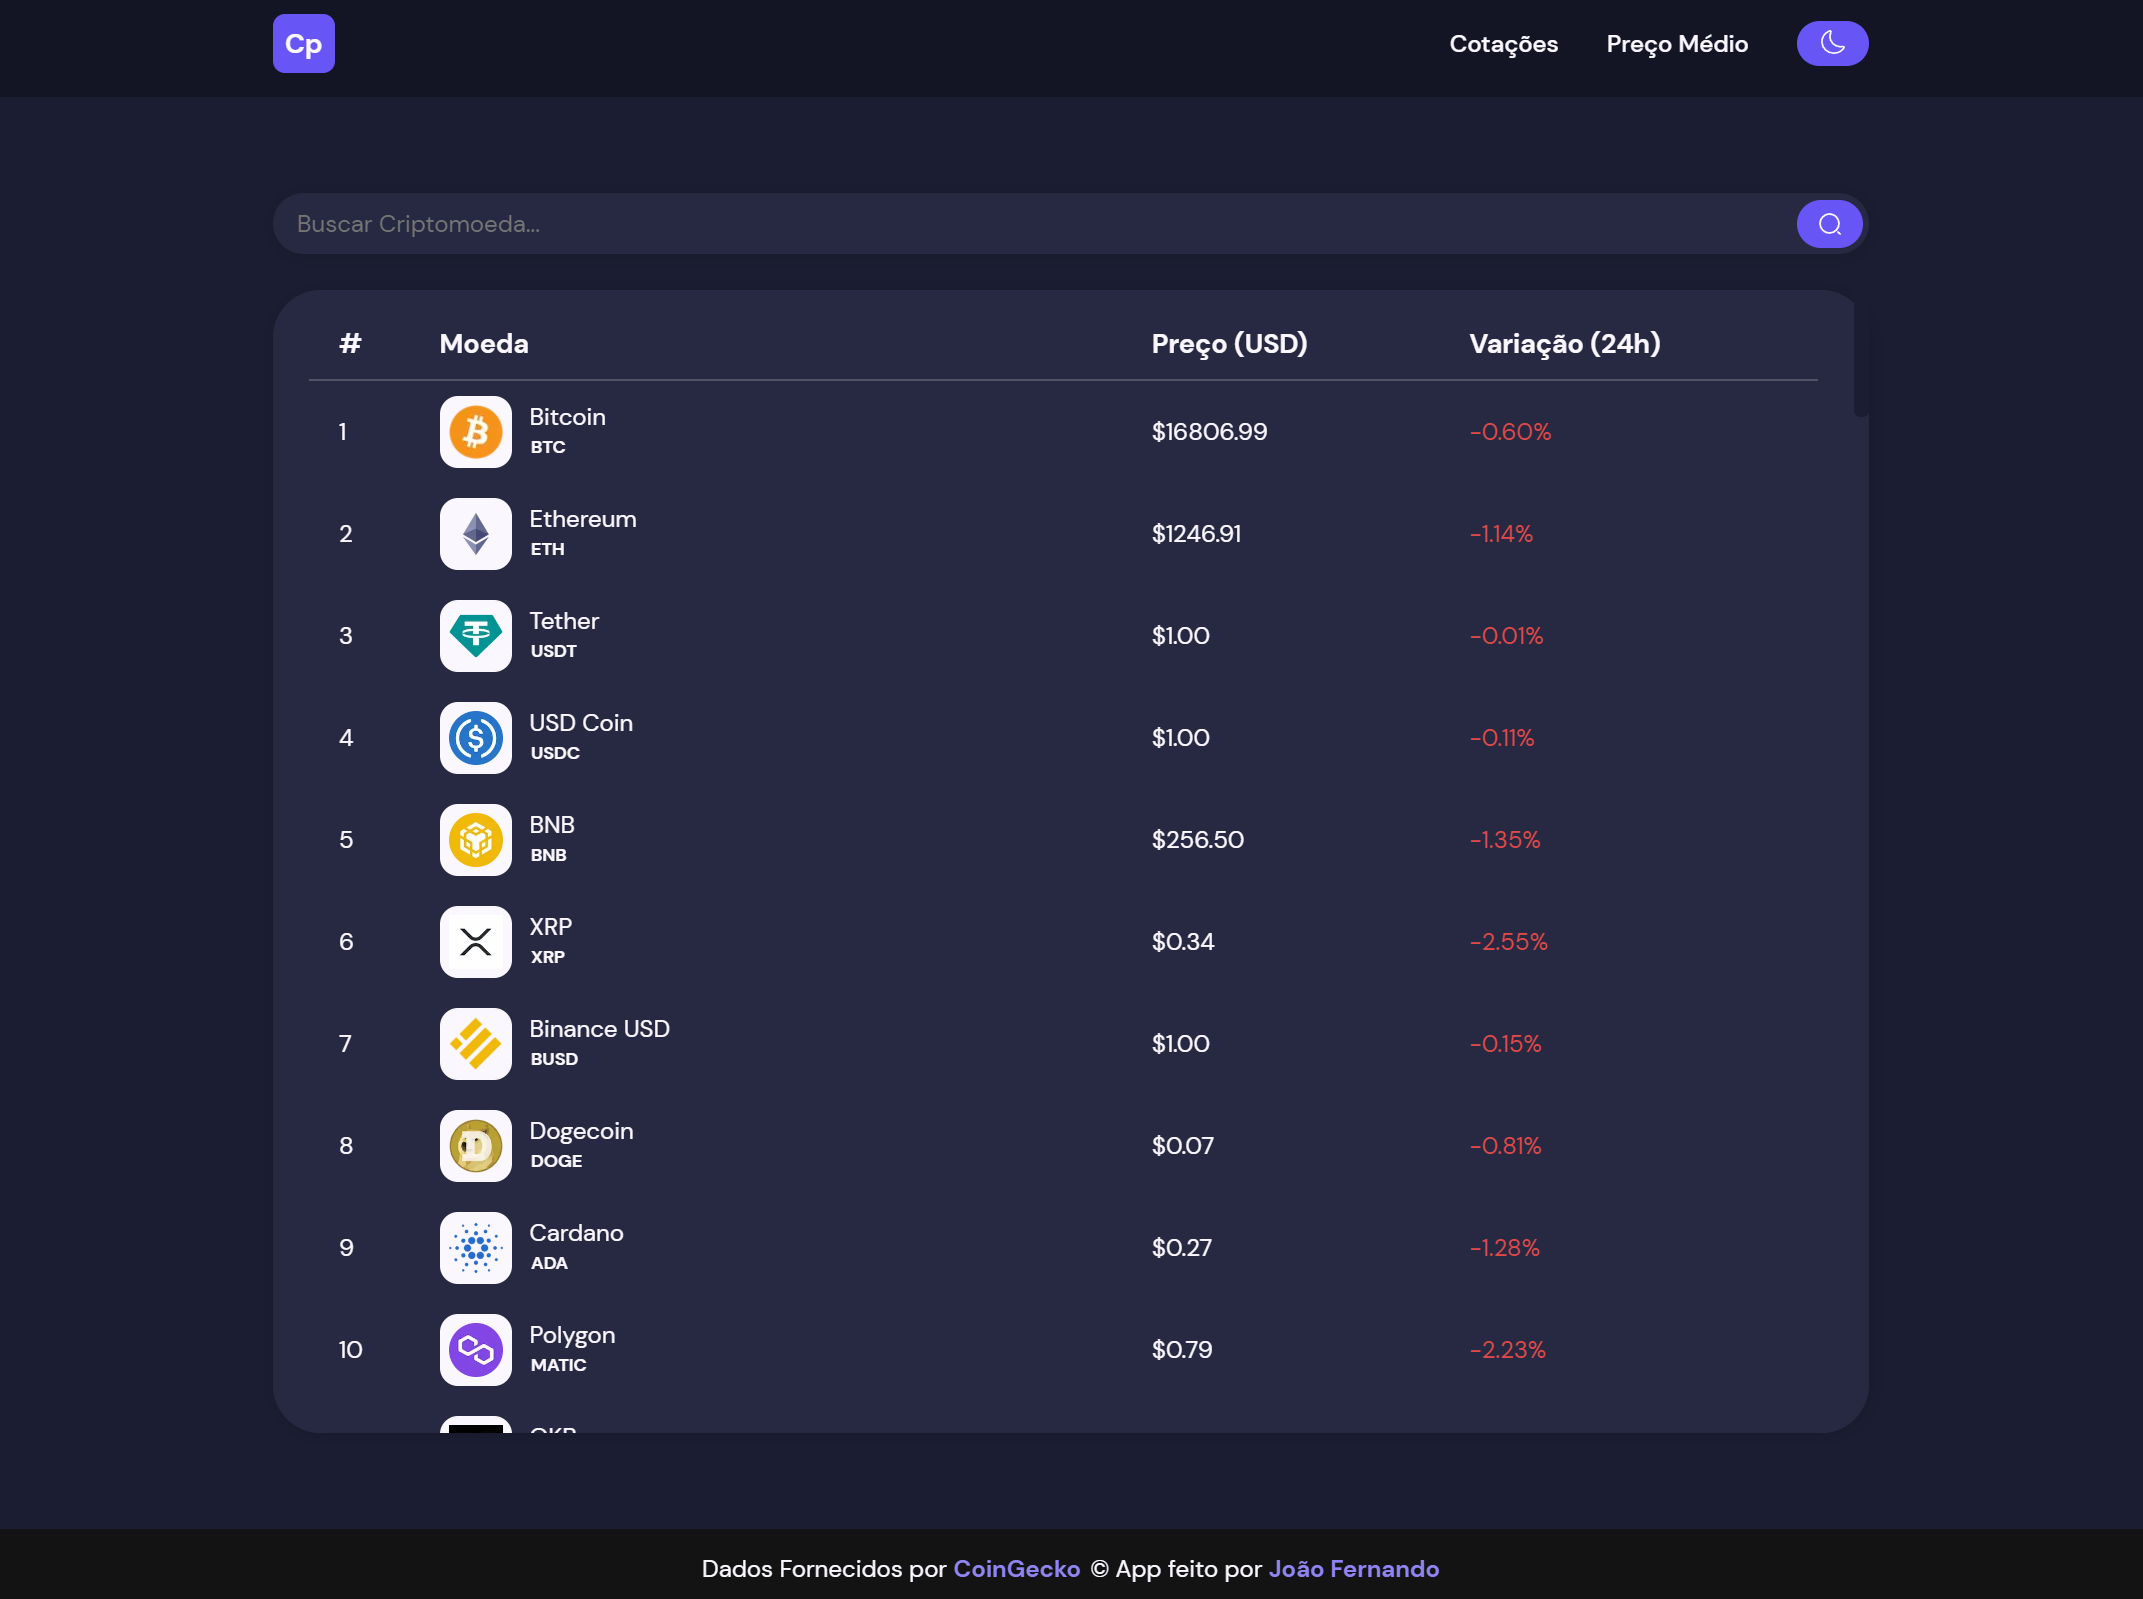 Cp
Cotações Preço Médio
Buscar Criptomoeda...
# Moeda Preço (USD) Variação (24h)
1 Bitcoin BTC $16806.99 -0.60%
2 Ethereum ETH $1246.91 -1.14%
3 Tether USDT $1.00 -0.01%
4 USD Coin USDC $1.00 -0.11%
5 BNB BNB $256.50 -1.35%
6 XRP XRP $0.34 -2.55%
7 Binance USD BUSD $1.00 -0.15%
8 Dogecoin DOGE $0.07 -0.81%
9 Cardano ADA $0.27 -1.28%
10 Polygon MATIC $0.79 -2.23%
Dados Fornecidos por CoinGecko © App feito por João Fernando